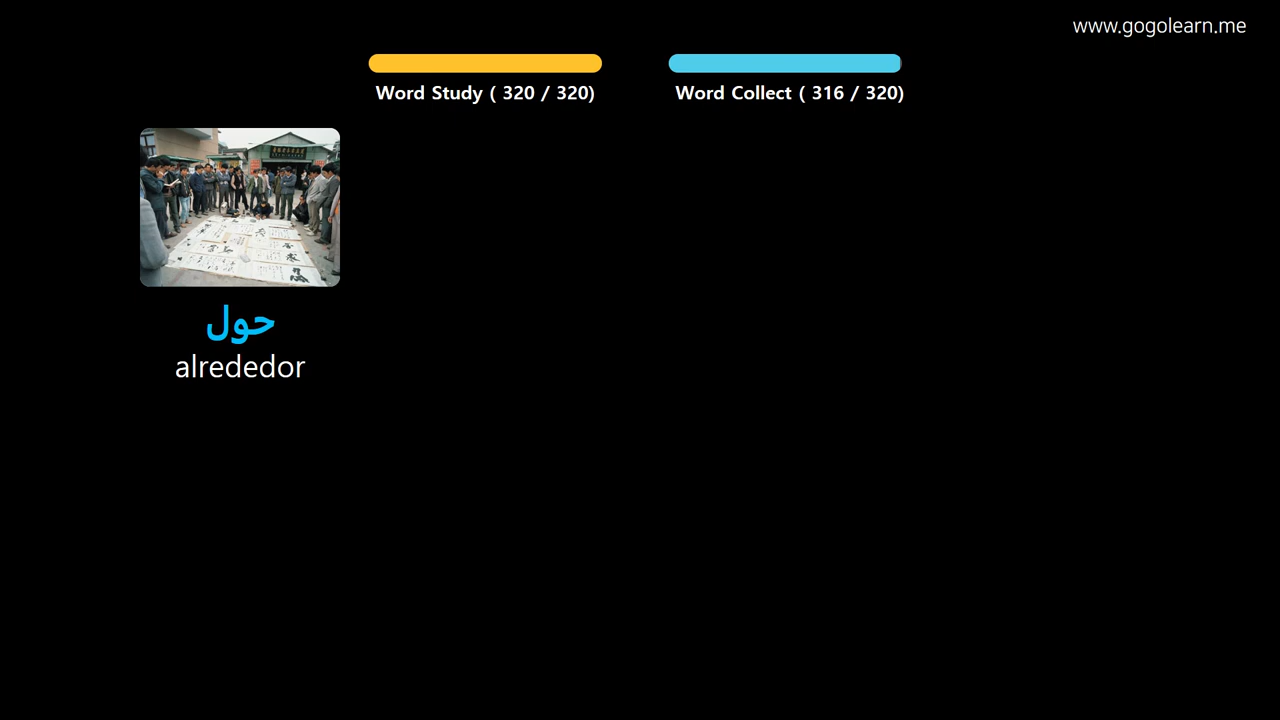 www.gogolearn.me
Word Study ( 320 / 320)
Word Collect ( 316 / 320)
حول
alrededor